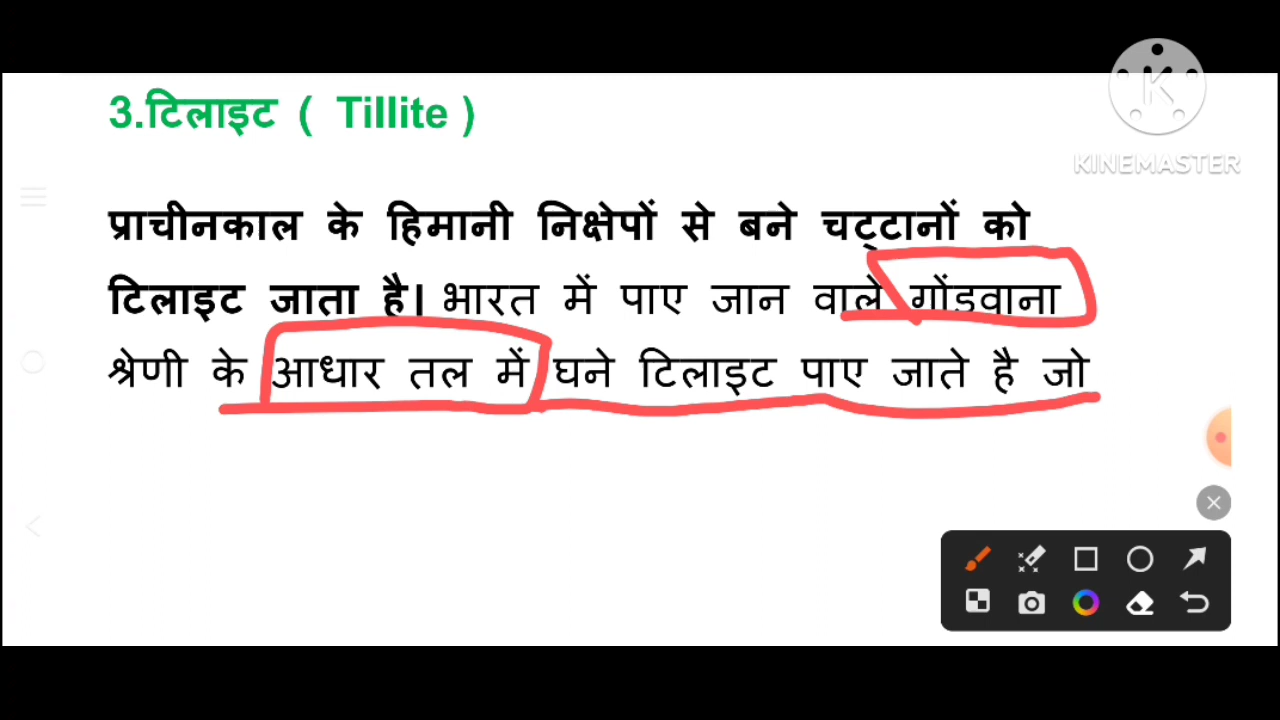 3.टिलाइट ( Tillite )
KINEMASTER
प्राचीनकाल के हिमानी निक्षेपों से बने चट्टानों को
टिलाइट जाता है। भारत में पाए जान वाले गोंडवाना
श्रेणी के आधार तल में घने टिलाइट पाए जाते है जो